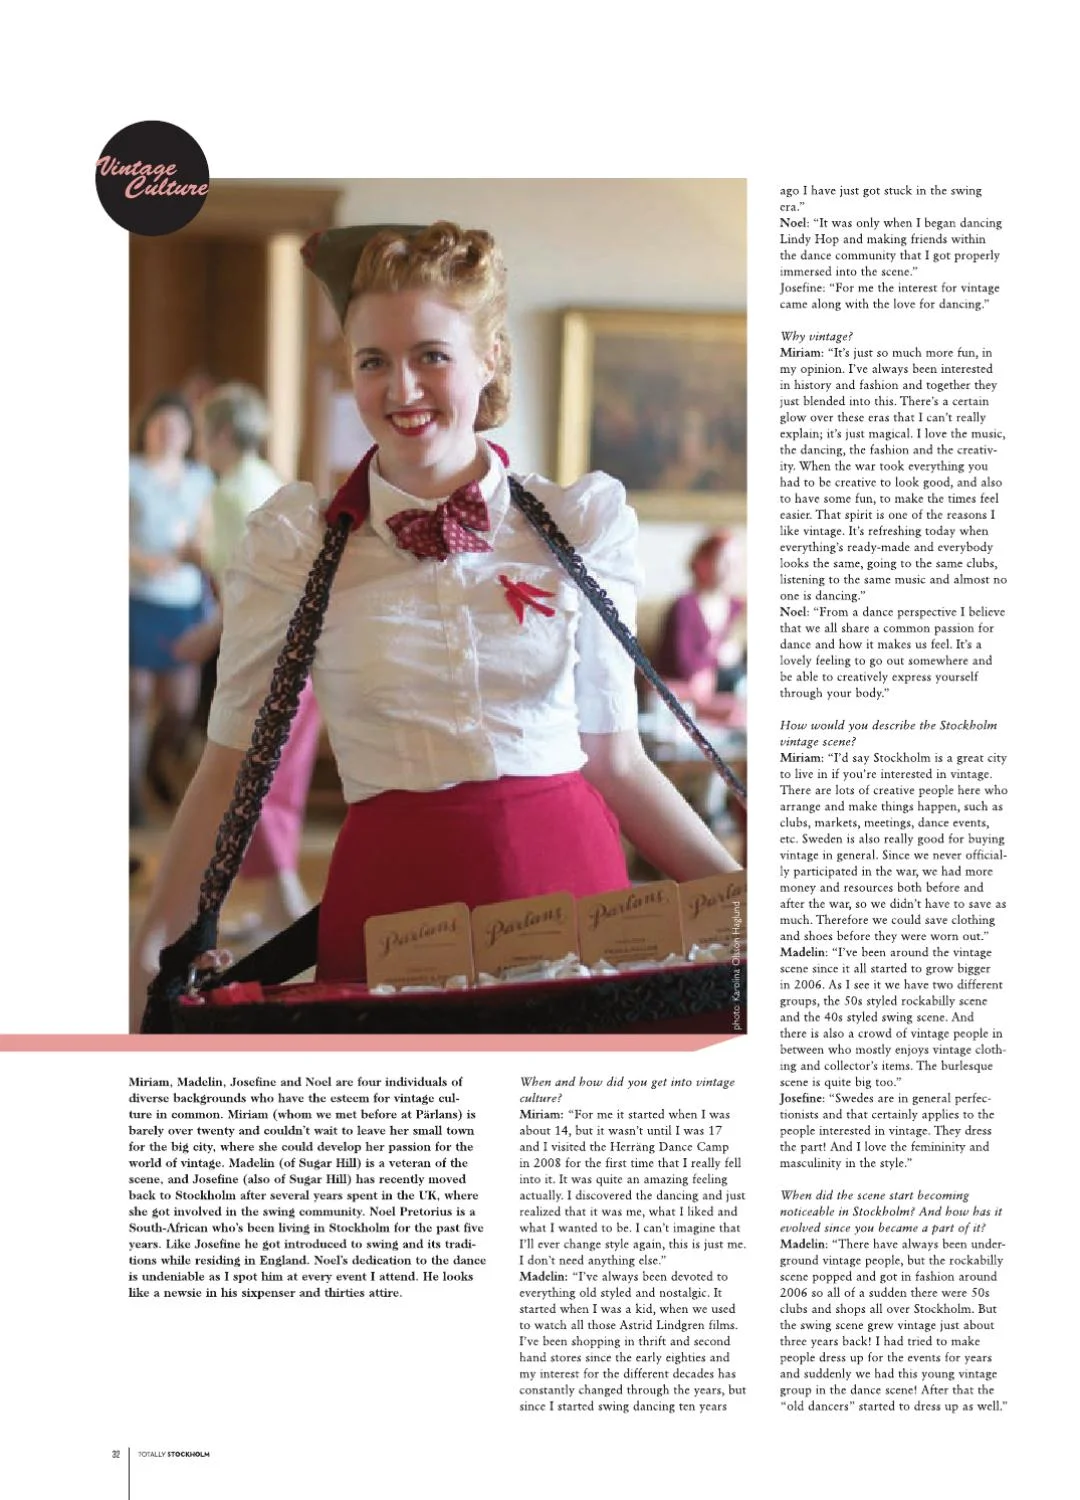 Vintage
Culture
Parlans
Parlans
Parlans
Parla
photo: Karolina Olsson Haglund
Miriam, Madelin, Josefine and Noel are four individuals of
diverse backgrounds who have the esteem for vintage cul-
ture in common. Miriam (whom we met before at Pärlans) is
barely over twenty and couldn't wait to leave her small town
for the big city, where she could develop her passion for the
world of vintage. Madelin (of Sugar Hill) is a veteran of the
scene, and Josefine (also of Sugar Hill) has recently moved
back to Stockholm after several years spent in the UK, where
she got involved in the swing community. Noel Pretorius is a
South-African who's been living in Stockholm for the past five
years. Like Josefine he got introduced to swing and its tradi-
tions while residing in England. Noel's dedication to the dance
is undeniable as I spot him at every event I attend. He looks
like a newsie in his sixpenser and thirties attire.
When and how did you get into vintage
culture?
Miriam: “For me it started when I was
about 14, but it wasn't until I was 17
and I visited the Herräng Dance Camp
in 2008 for the first time that I really fell
into it. It was quite an amazing feeling
actually. I discovered the dancing and just
realized that it was me, what I liked and
what I wanted to be. I can't imagine that
I'll ever change style again, this is just me.
I don't need anything else.”
Madelin: “I've always been devoted to
everything old styled and nostalgic. It
started when I was a kid, when we used
to watch all those Astrid Lindgren films.
I've been shopping in thrift and second
hand stores since the early eighties and
my interest for the different decades has
constantly changed through the years, but
since I started swing dancing ten years
ago I have just got stuck in the swing
era.”
Noel: “It was only when I began dancing
Lindy Hop and making friends within
the dance community that I got properly
immersed into the scene.”
Josefine: “For me the interest for vintage
came along with the love for dancing.”
Why vintage?
Miriam: “It's just so much more fun, in
my opinion. I've always been interested
in history and fashion and together they
just blended into this. There's a certain
glow over these eras that I can't really
explain; it's just magical. I love the music,
the dancing, the fashion and the creativ-
ity. When the war took everything you
had to be creative to look good, and also
to have some fun, to make the times feel
easier. That spirit is one of the reasons I
like vintage. It's refreshing today when
everything's ready-made and everybody
looks the same, going to the same clubs,
listening to the same music and almost no
one is dancing.”
Noel: “From a dance perspective I believe
that we all share a common passion for
dance and how it makes us feel. It's a
lovely feeling to go out somewhere and
be able to creatively express yourself
through your body.”
How would you describe the Stockholm
vintage scene?
Miriam: “I'd say Stockholm is a great city
to live in if you're interested in vintage.
There are lots of creative people here who
arrange and make things happen, such as
clubs, markets, meetings, dance events,
etc. Sweden is also really good for buying
vintage in general. Since we never official-
ly participated in the war, we had more
money and resources both before and
after the war, so we didn't have to save as
much. Therefore we could save clothing
and shoes before they were worn out.”
Madelin: “I've been around the vintage
scene since it all started to grow bigger
in 2006. As I see it we have two different
groups, the 50s styled rockabilly scene
and the 40s styled swing scene. And
there is also a crowd of vintage people in
between who mostly enjoys vintage cloth-
ing and collector's items. The burlesque
scene is quite big too.”
Josefine: “Swedes are in general perfec-
tionists and that certainly applies to the
people interested in vintage. They dress
the part! And I love the femininity and
masculinity in the style.”
When did the scene start becoming
noticeable in Stockholm? And how has it
evolved since you became a part of it?
Madelin: “There have always been under-
ground vintage people, but the rockabilly
scene popped and got in fashion around
2006 so all of a sudden there were 50s
clubs and shops all over Stockholm. But
the swing scene grew vintage just about
three years back! I had tried to make
people dress up for the events for years
and suddenly we had this young vintage
group in the dance scene! After that the
“old dancers” started to dress up as well.”
32
TOTALLY STOCKHOLM